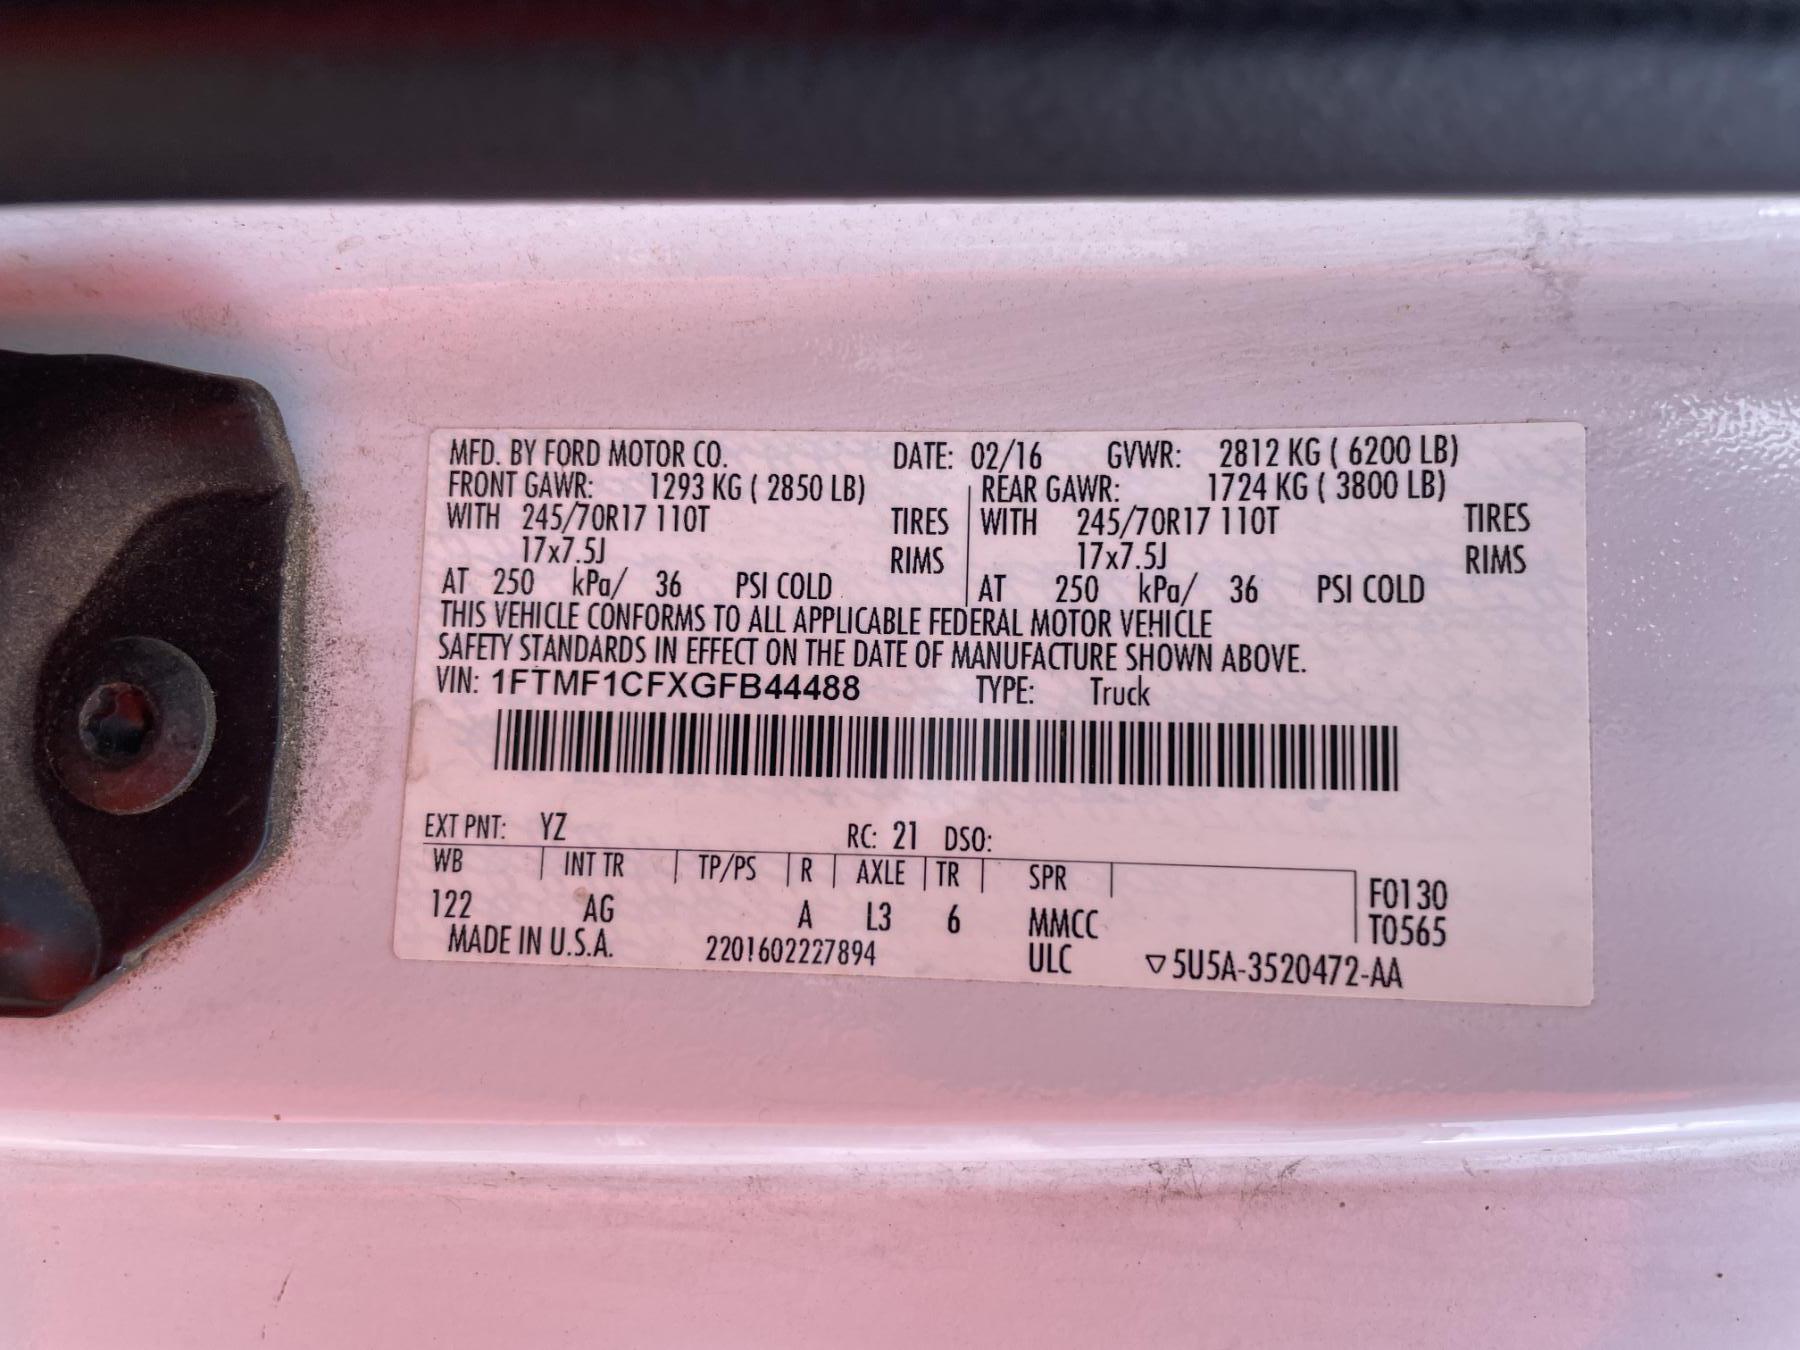 MFD. BY FORD MOTOR CO. DATE: 02/16 GVWR: 2812 KG ( 6200 LB)
FRONT GAWR: 1293 KG ( 2850 LB) REAR GAWR: 1724 KG ( 3800 LB)
WITH 245/70R17 110T TIRES WITH 245/70R17 110T TIRES
17x7.5J RIMS 17x7.5J RIMS
AT 250 kPa/ 36 PSI COLD AT 250 kPa/ 36 PSI COLD
THIS VEHICLE CONFORMS TO ALL APPLICABLE FEDERAL MOTOR VEHICLE
SAFETY STANDARDS IN EFFECT ON THE DATE OF MANUFACTURE SHOWN ABOVE.
VIN: 1FTMF1CFXGFB44488 TYPE: Truck
EXT PNT: YZ RC: 21 DSO:
WB INT TR TP/PS R AXLE TR SPR
F0130
122 AG A L3 6 MMCC T0565
MADE IN U.S.A. 2201602227894 ULC ▽5U5A-3520472-AA